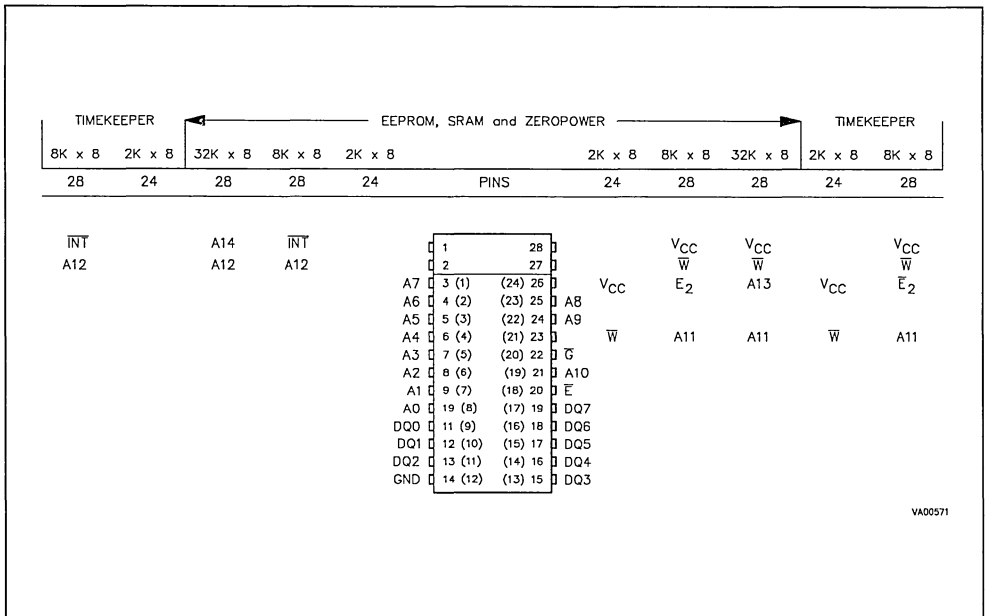 TIMEKEEPER EEPROM, SRAM and ZEROPOWER TIMEKEEPER
8K x 8 2K x 8 32K x 8 8K x 8 2K x 8 2K x 8 8K x 8 32K x 8 2K x 8 8K x 8
28 24 28 28 24 PINS 24 28 28 24 28
I̅N̅T̅ A14 I̅N̅T̅ 1 28 VCC VCC VCC
A12 A12 A12 2 27 W̅ W̅ W̅
A7 3 (1) (24) 26 VCC E2 A13 VCC E̅2
A6 4 (2) (23) 25 A8
A5 5 (3) (22) 24 A9
A4 6 (4) (21) 23 W̅ A11 A11 W̅ A11
A3 7 (5) (20) 22 G̅
A2 8 (6) (19) 21 A10
A1 9 (7) (18) 20 E̅
A0 19 (8) (17) 19 DQ7
DQ0 11 (9) (16) 18 DQ6
DQ1 12 (10) (15) 17 DQ5
DQ2 13 (11) (14) 16 DQ4
GND 14 (12) (13) 15 DQ3
VA00571